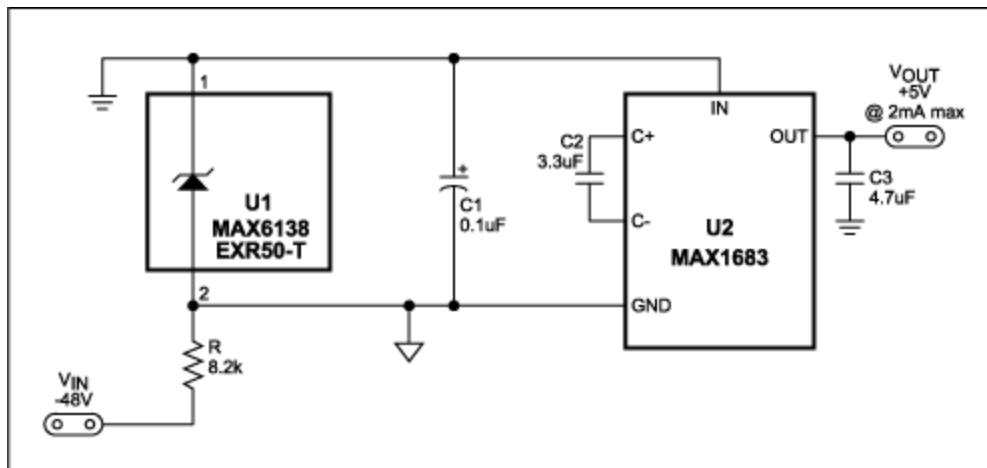 1
U1
MAX6138
EXR50-T
2
R
8.2k
VIN
-48V
+
C1
0.1uF
C2
3.3uF
IN
C+
C-
OUT
U2
MAX1683
GND
VOUT
+5V
@ 2mA max
C3
4.7uF